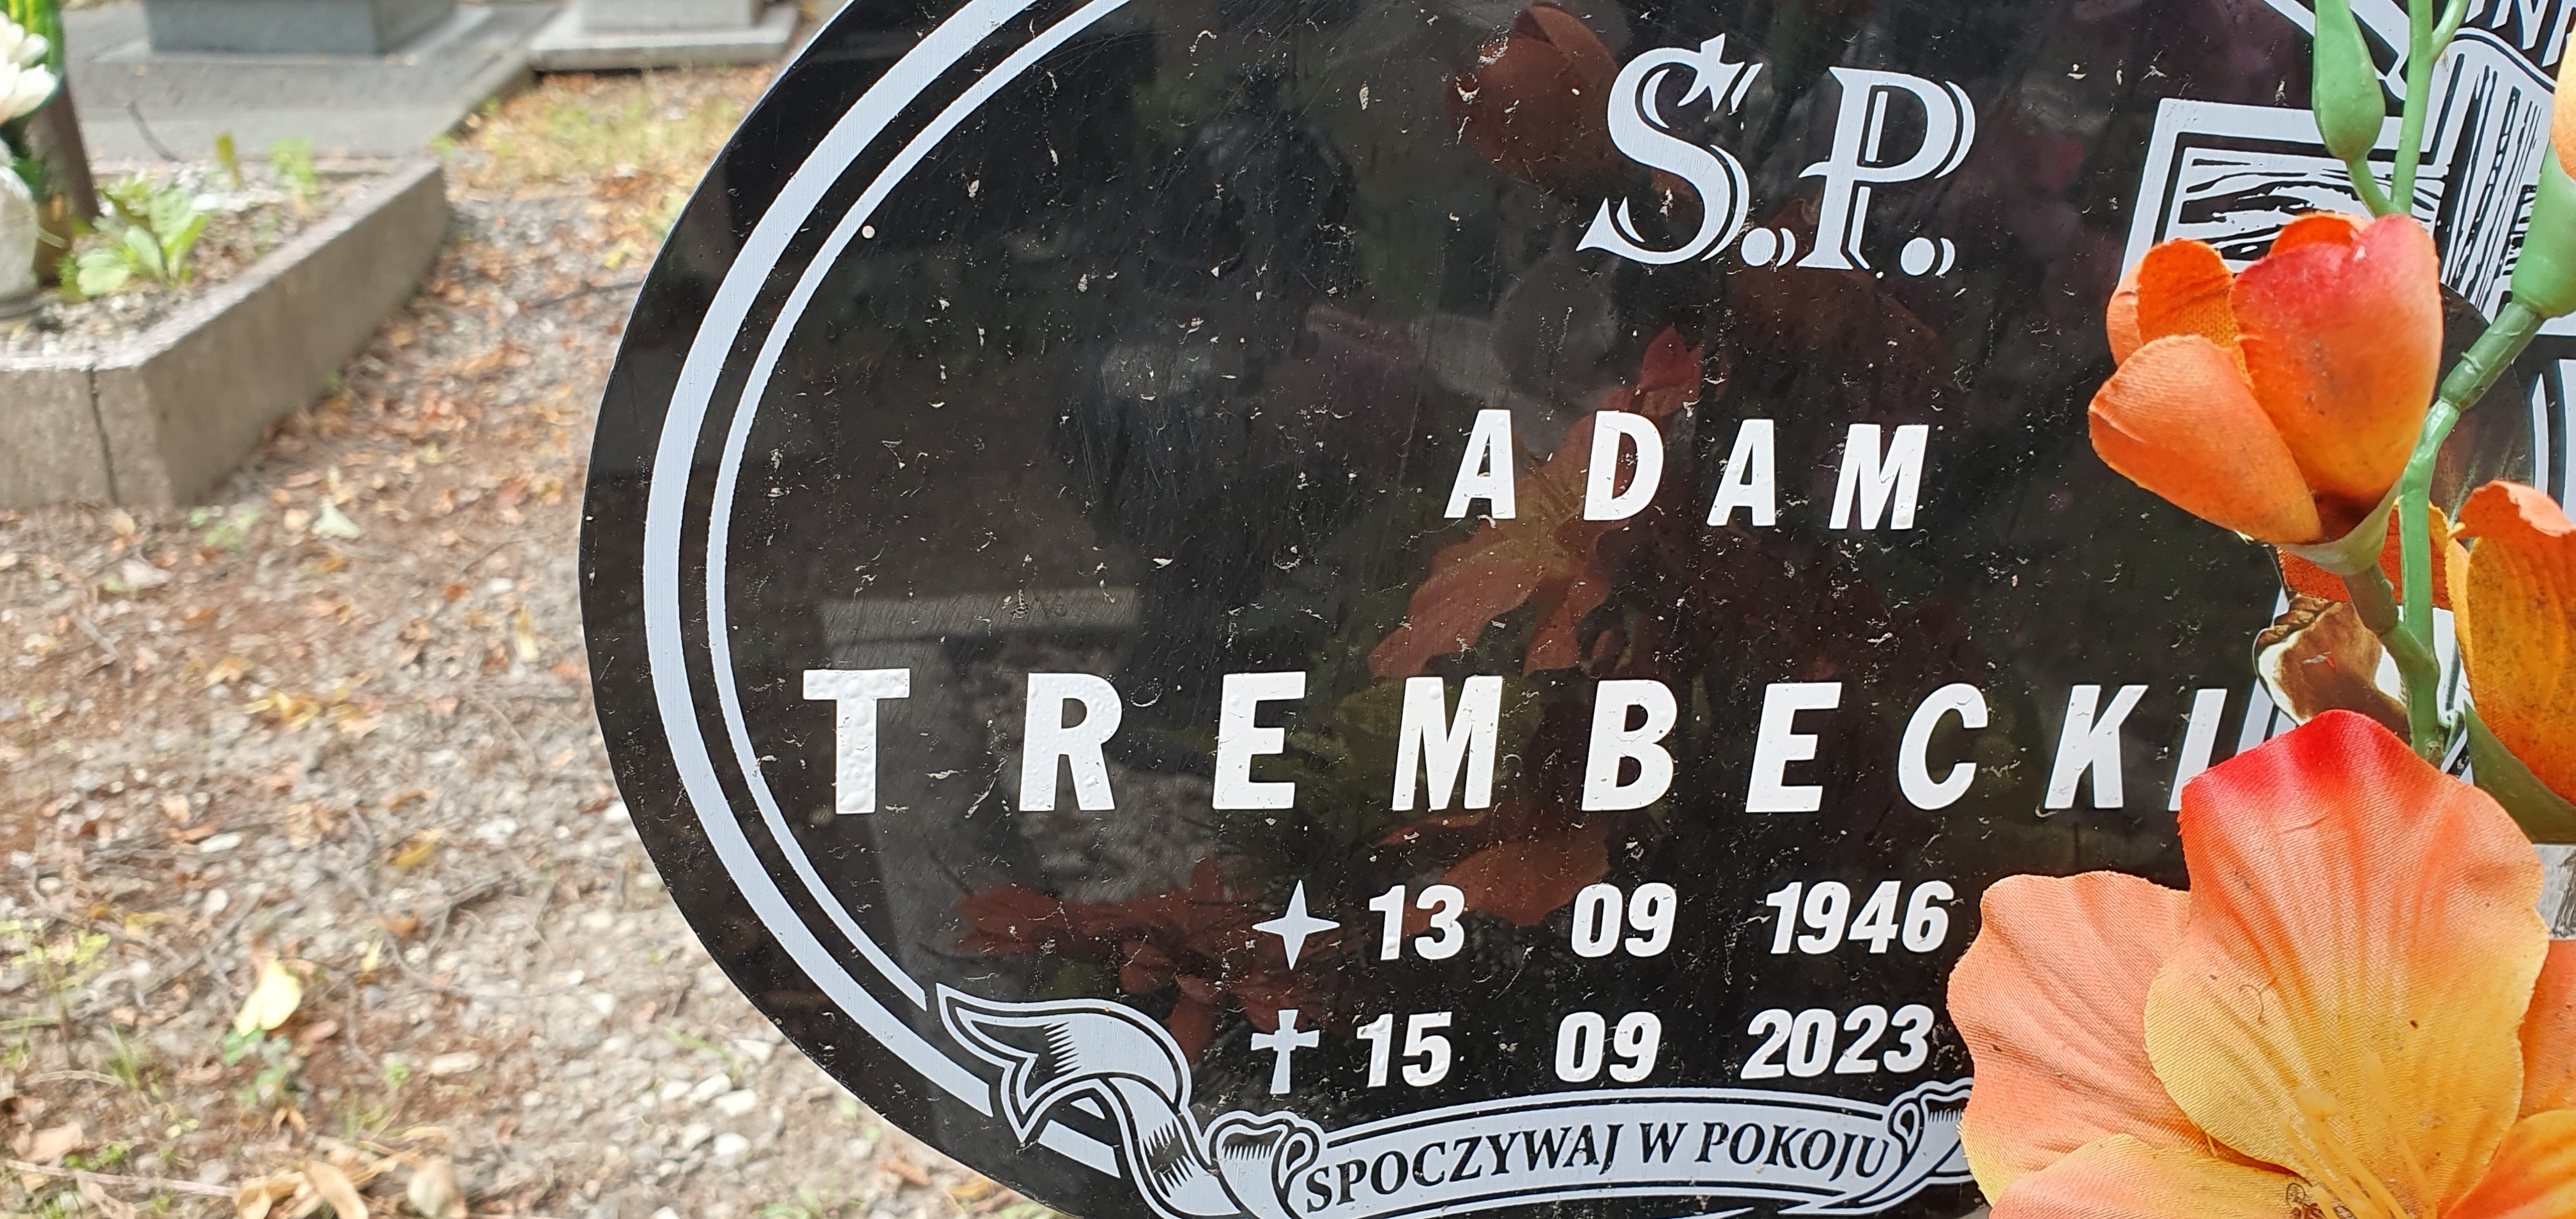 S.P.
ADAM
TREMBECKI
13 09 1946
15 09 2023
SPOCZYWAJ W POKOJU